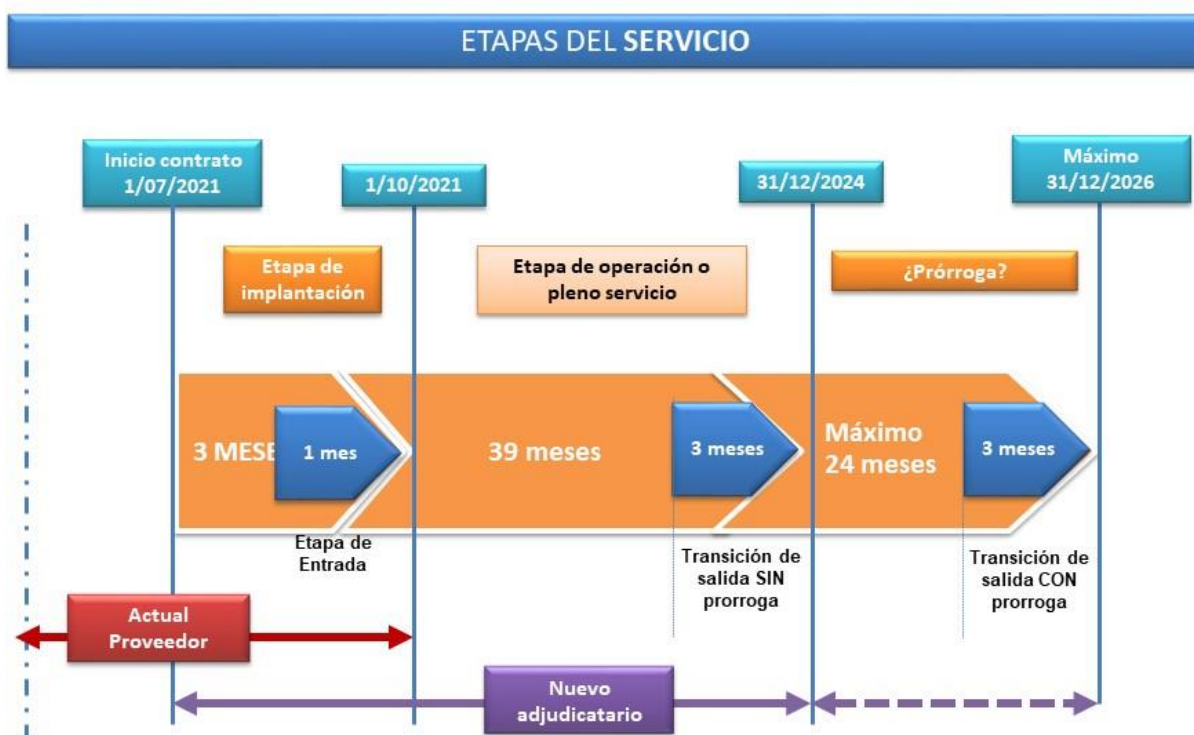 ETAPAS DEL SERVICIO
Inicio contrato
1/07/2021
1/10/2021
31/12/2024
Máximo
31/12/2026
Etapa de
implantación
Etapa de operación o
pleno servicio
¿Prórroga?
3 MESE
1 mes
39 meses
3 meses
Máximo
24 meses
3 meses
Etapa de
Entrada
Transición de
salida SIN
prorroga
Transición de
salida CON
prorroga
Actual
Proveedor
Nuevo
adjudicatario